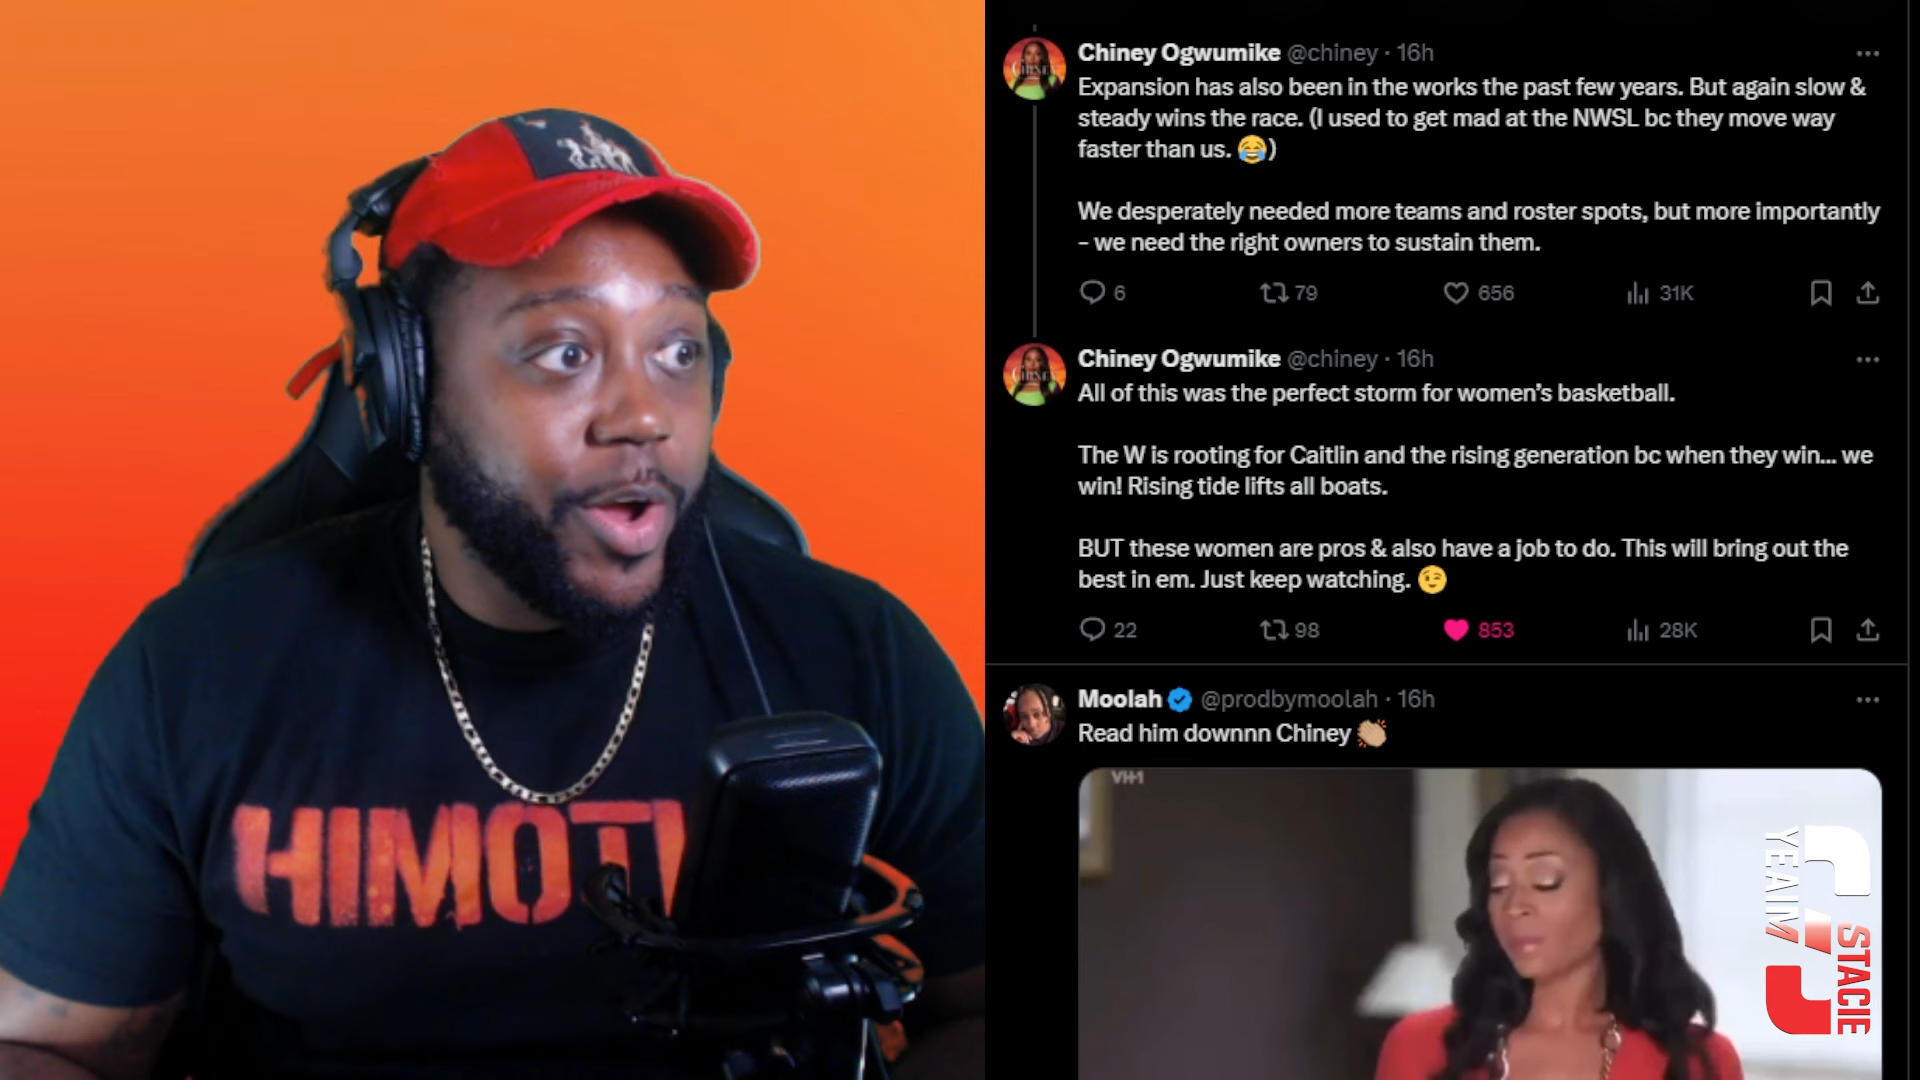 HIMOTI
Chiney Ogwumike @chiney · 16h
Expansion has also been in the works the past few years. But again slow &
steady wins the race. (I used to get mad at the NWSL bc they move way
faster than us. 😂)
We desperately needed more teams and roster spots, but more importantly
- we need the right owners to sustain them.
6 79 656 31K
Chiney Ogwumike @chiney · 16h
All of this was the perfect storm for women’s basketball.
The W is rooting for Caitlin and the rising generation bc when they win... we
win! Rising tide lifts all boats.
BUT these women are pros & also have a job to do. This will bring out the
best in em. Just keep watching. 😉
22 98 853 28K
Moolah @prodbymoolah · 16h
Read him downnn Chiney 👏🏼
VH1
YEAIM
STACIE